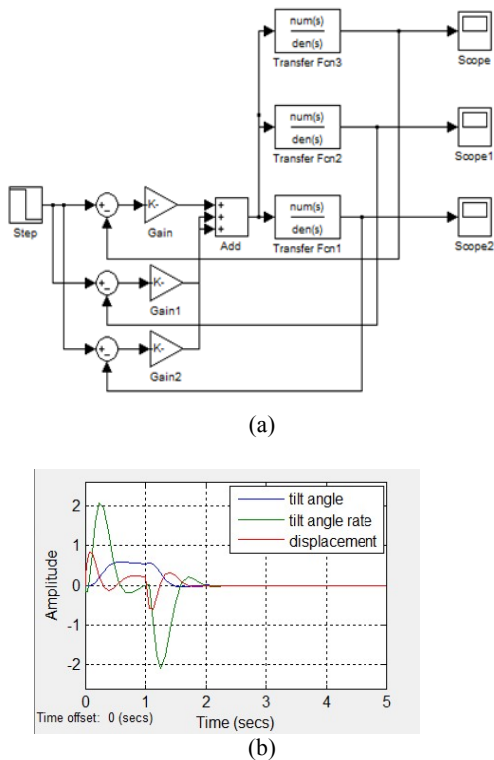 num(s)
den(s)
Transfer Fcn3
Scope
num(s)
den(s)
Transfer Fcn2
Scope1
Step
+
-
K-
Gain
+
+
+
Add
num(s)
den(s)
Transfer Fcn1
Scope2
+
-
K-
Gain1
+
-
K-
Gain2
(a)
tilt angle
tilt angle rate
displacement
Amplitude
2
1
0
-1
-2
0 1 2 3 4 5
Time offset: 0 (secs)
Time (secs)
(b)